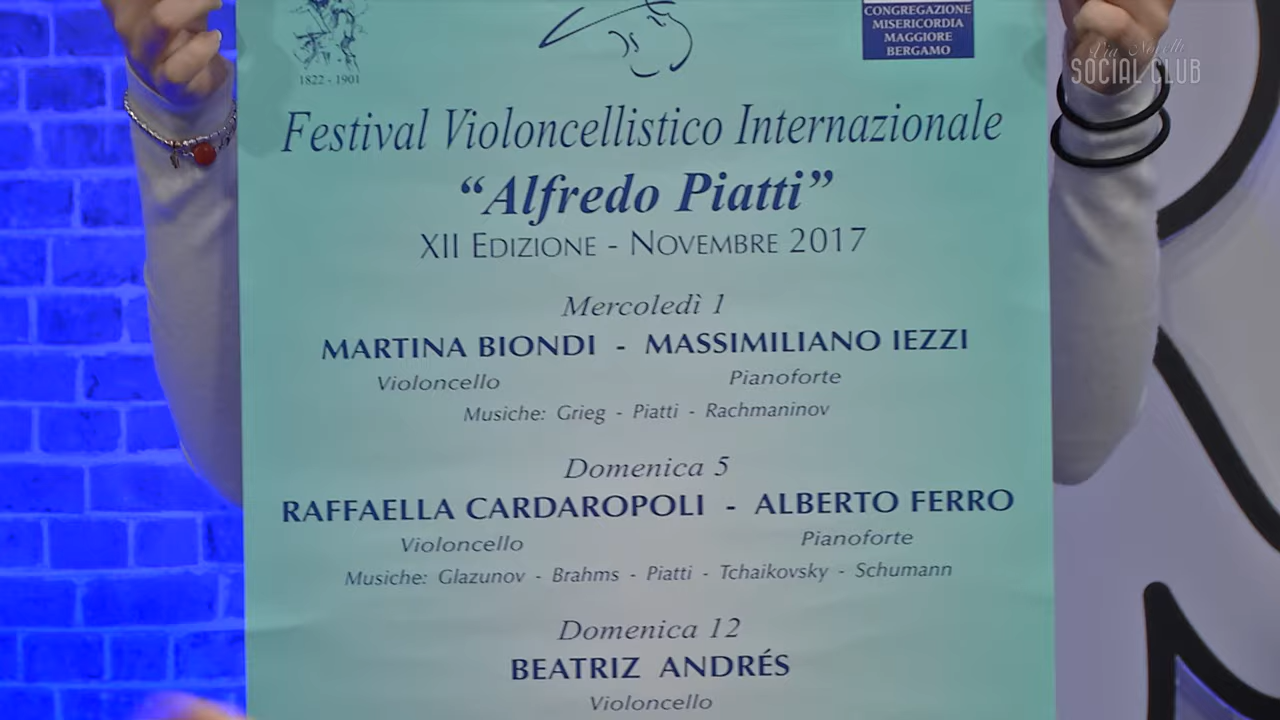 CONGREGAZIONE
MISERICORDIA
MAGGIORE
BERGAMO
1822 - 1901
Pia Novelli
SOCIAL CLUB
Festival Violoncellistico Internazionale
“Alfredo Piatti”
XII EDIZIONE - NOVEMBRE 2017
Mercoledì 1
MARTINA BIONDI - MASSIMILIANO IEZZI
Violoncello Pianoforte
Musiche: Grieg - Piatti - Rachmaninov
Domenica 5
RAFFAELLA CARDAROPOLI - ALBERTO FERRO
Violoncello Pianoforte
Musiche: Glazunov - Brahms - Piatti - Tchaikovsky - Schumann
Domenica 12
BEATRIZ ANDRÉS
Violoncello